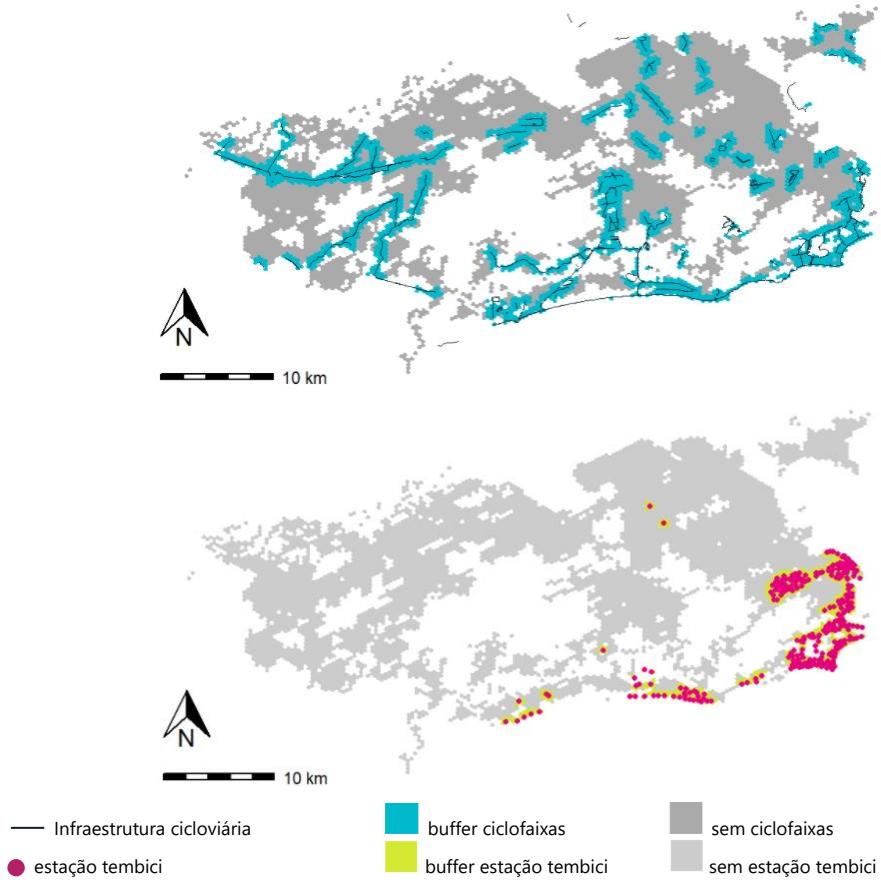 N
10 km
N
10 km
Infraestrutura cicloviária
buffer ciclofaixas
sem ciclofaixas
estação tembici
buffer estação tembici
sem estação tembici